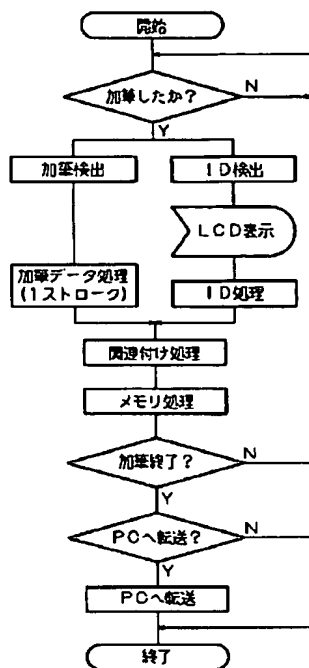 開始
加筆したか?
N
Y
加筆検出
ID検出
LCD表示
加筆データ処理
(1ストローク)
ID処理
関連付け処理
メモリ処理
加筆終了?
N
Y
PCへ転送?
N
Y
PCへ転送
終了